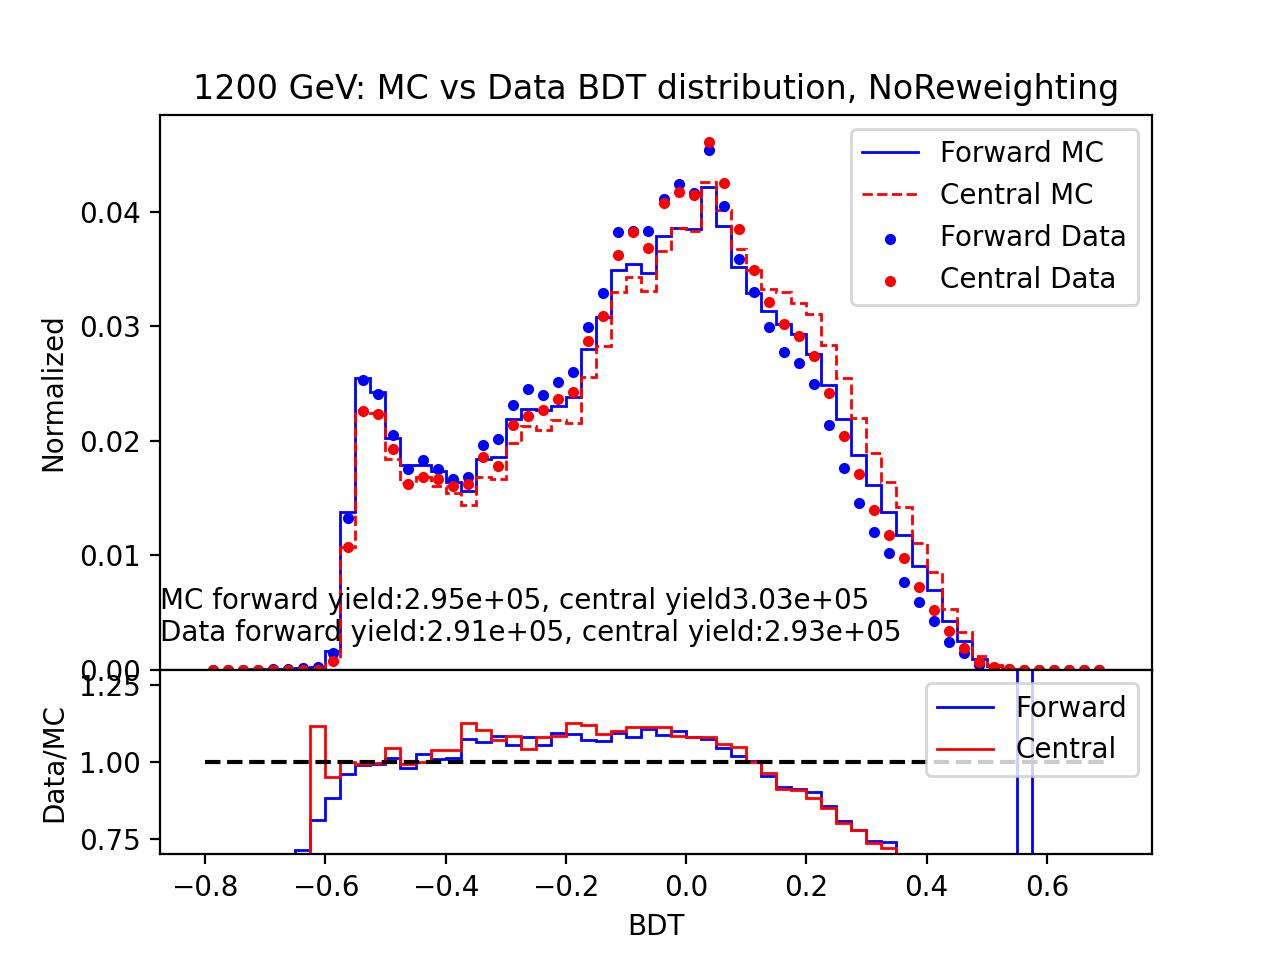 1200 GeV: MC vs Data BDT distribution, NoReweighting
Forward MC
Central MC
Forward Data
Central Data
Normalized
0.04
0.03
0.02
0.01
0.00
MC forward yield:2.95e+05, central yield3.03e+05
Data forward yield:2.91e+05, central yield:2.93e+05
Forward
Central
Data/MC
1.25
1.00
0.75
−0.8 −0.6 −0.4 −0.2 0.0 0.2 0.4 0.6
BDT